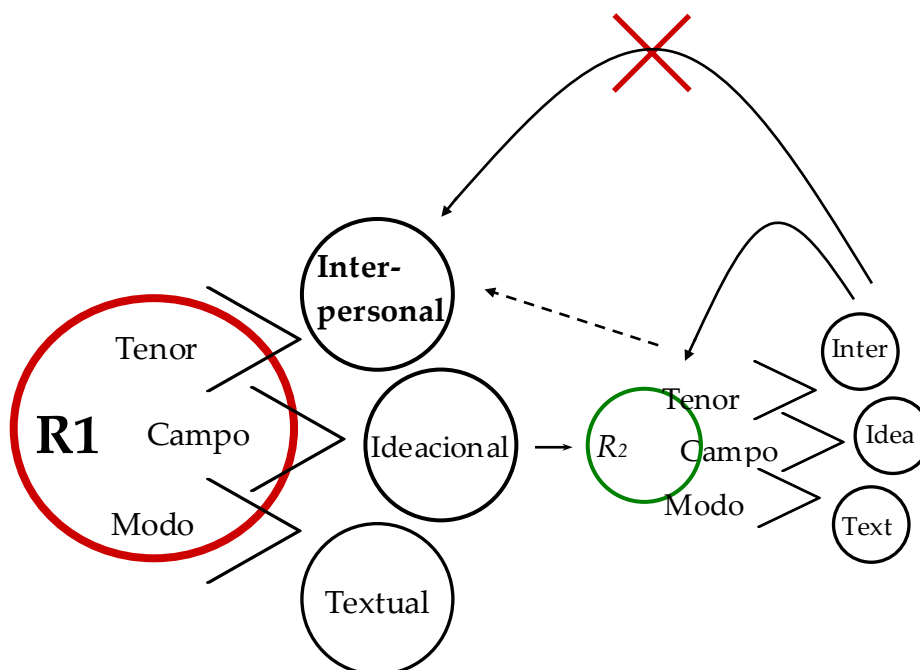 Inter-
personal
Tenor
R1
Campo
Modo
Ideacional
Textual
R2
Tenor
Campo
Modo
Inter
Idea
Text